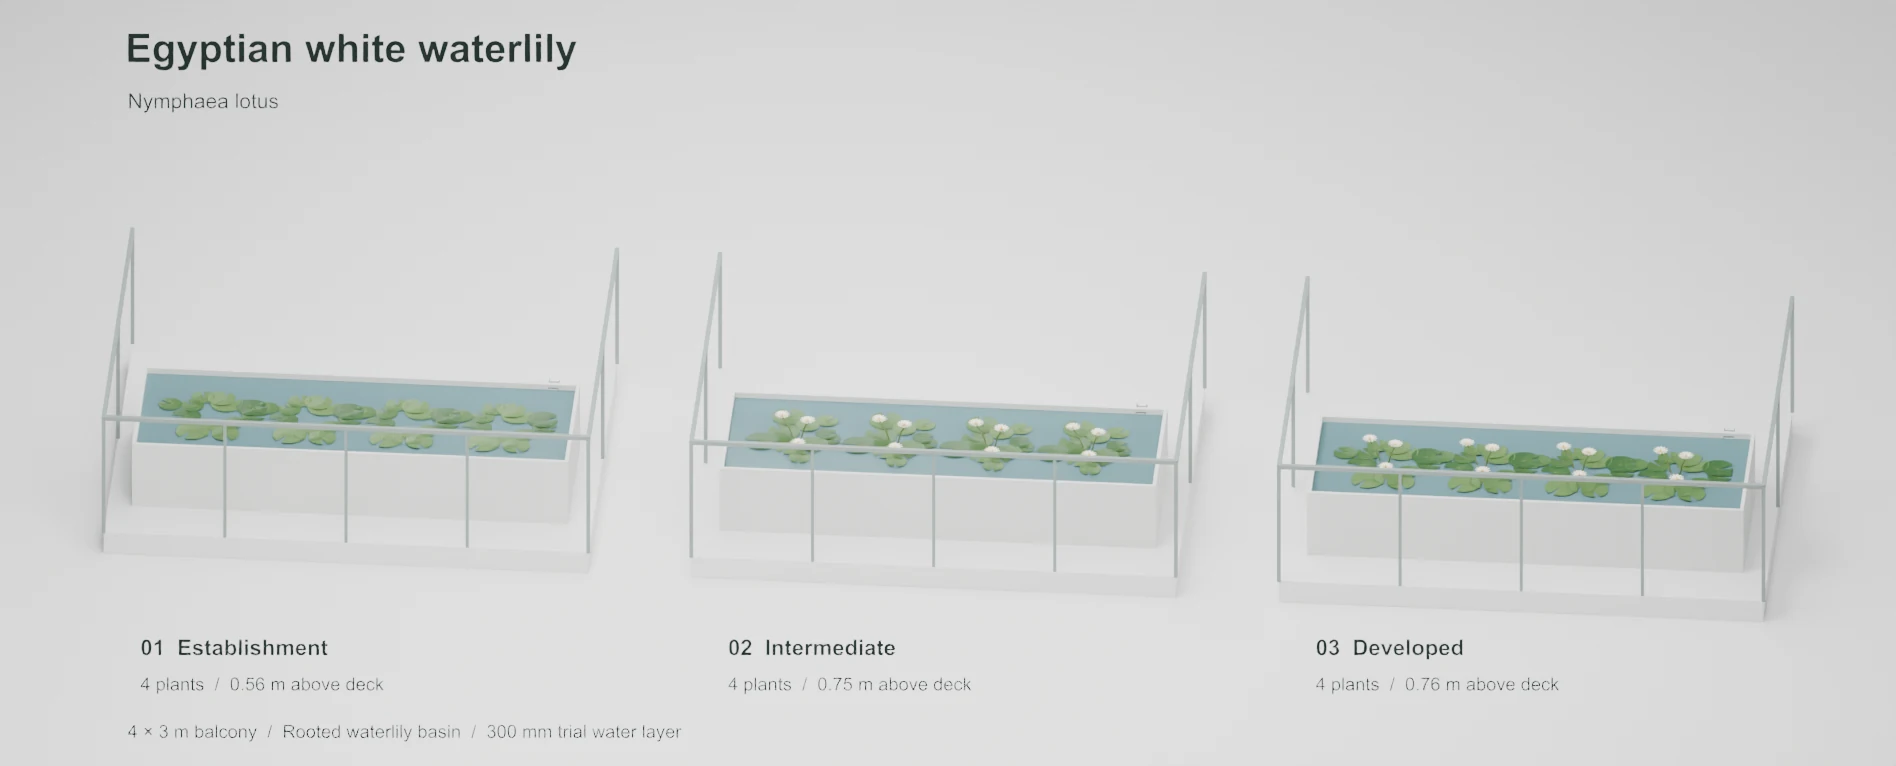 Egyptian white waterlily
Nymphaea lotus
01 Establishment
4 plants / 0.56 m above deck
02 Intermediate
4 plants / 0.75 m above deck
03 Developed
4 plants / 0.76 m above deck
4 × 3 m balcony / Rooted waterlily basin / 300 mm trial water layer